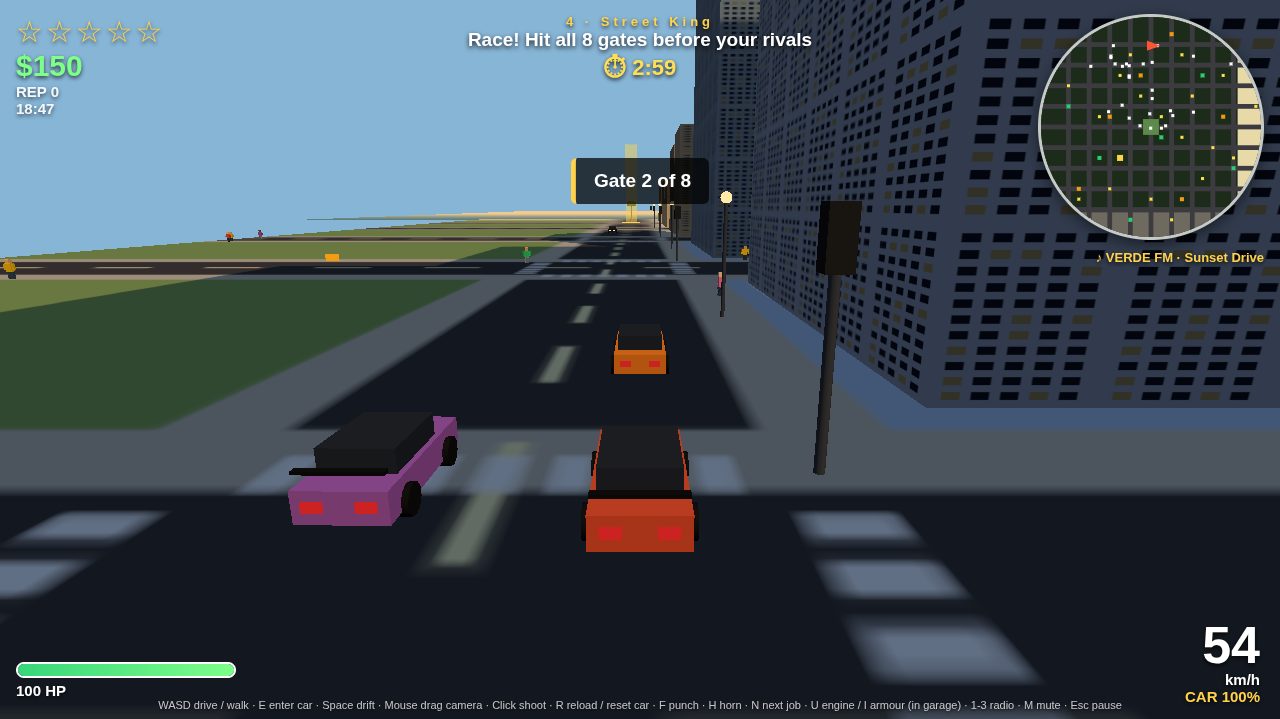 $150
REP 0
18:47
4 · Street King
Race! Hit all 8 gates before your rivals
⏱ 2:59
Gate 2 of 8
♪ VERDE FM · Sunset Drive
100 HP
54
km/h
CAR 100%
WASD drive / walk · E enter car · Space drift · Mouse drag camera · Click shoot · R reload / reset car · F punch · H horn · N next job · U engine / I armour (in garage) · 1-3 radio · M mute · Esc pause